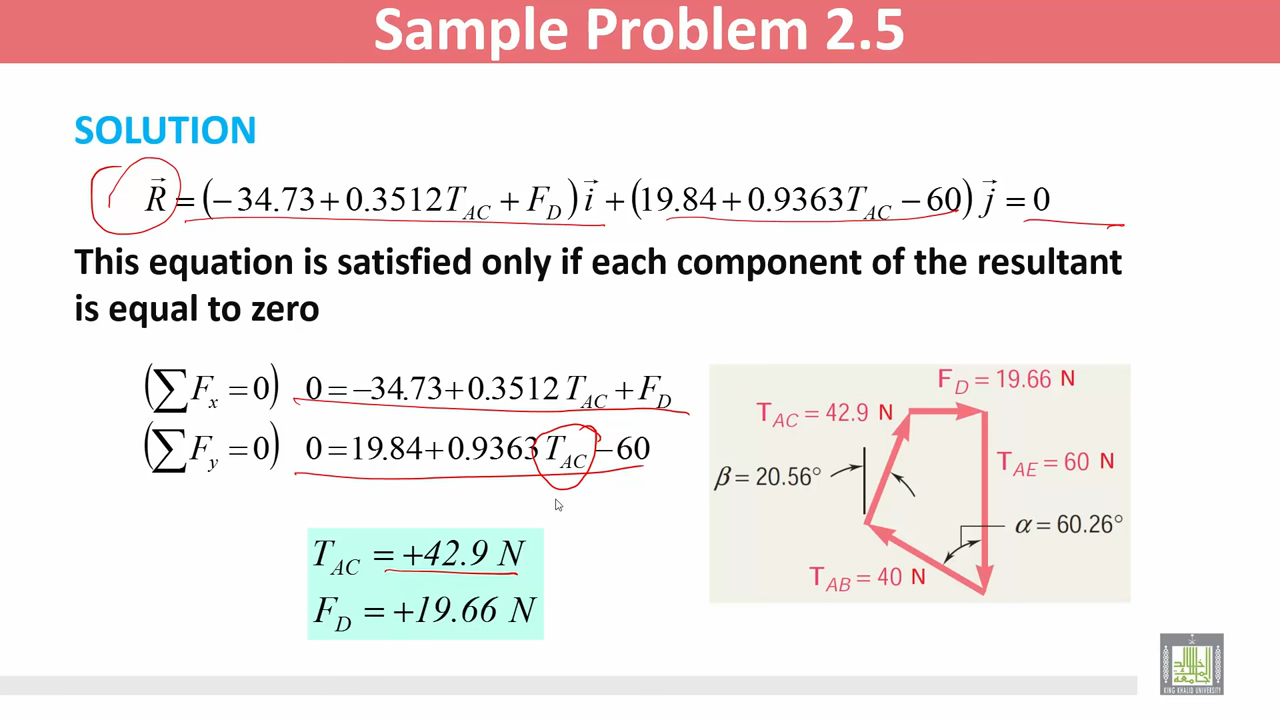 Sample Problem 2.5
SOLUTION
R⃗ = (−34.73 + 0.3512T_AC + F_D) i⃗ + (19.84 + 0.9363T_AC − 60) j⃗ = 0
This equation is satisfied only if each component of the resultant
is equal to zero
(∑ F_x = 0) 0 = −34.73 + 0.3512 T_AC + F_D
(∑ F_y = 0) 0 = 19.84 + 0.9363 T_AC − 60
T_AC = +42.9 N
F_D = +19.66 N
F_D = 19.66 N
T_AC = 42.9 N
T_AE = 60 N
β = 20.56°
α = 60.26°
T_AB = 40 N
KING KHALID UNIVERSITY